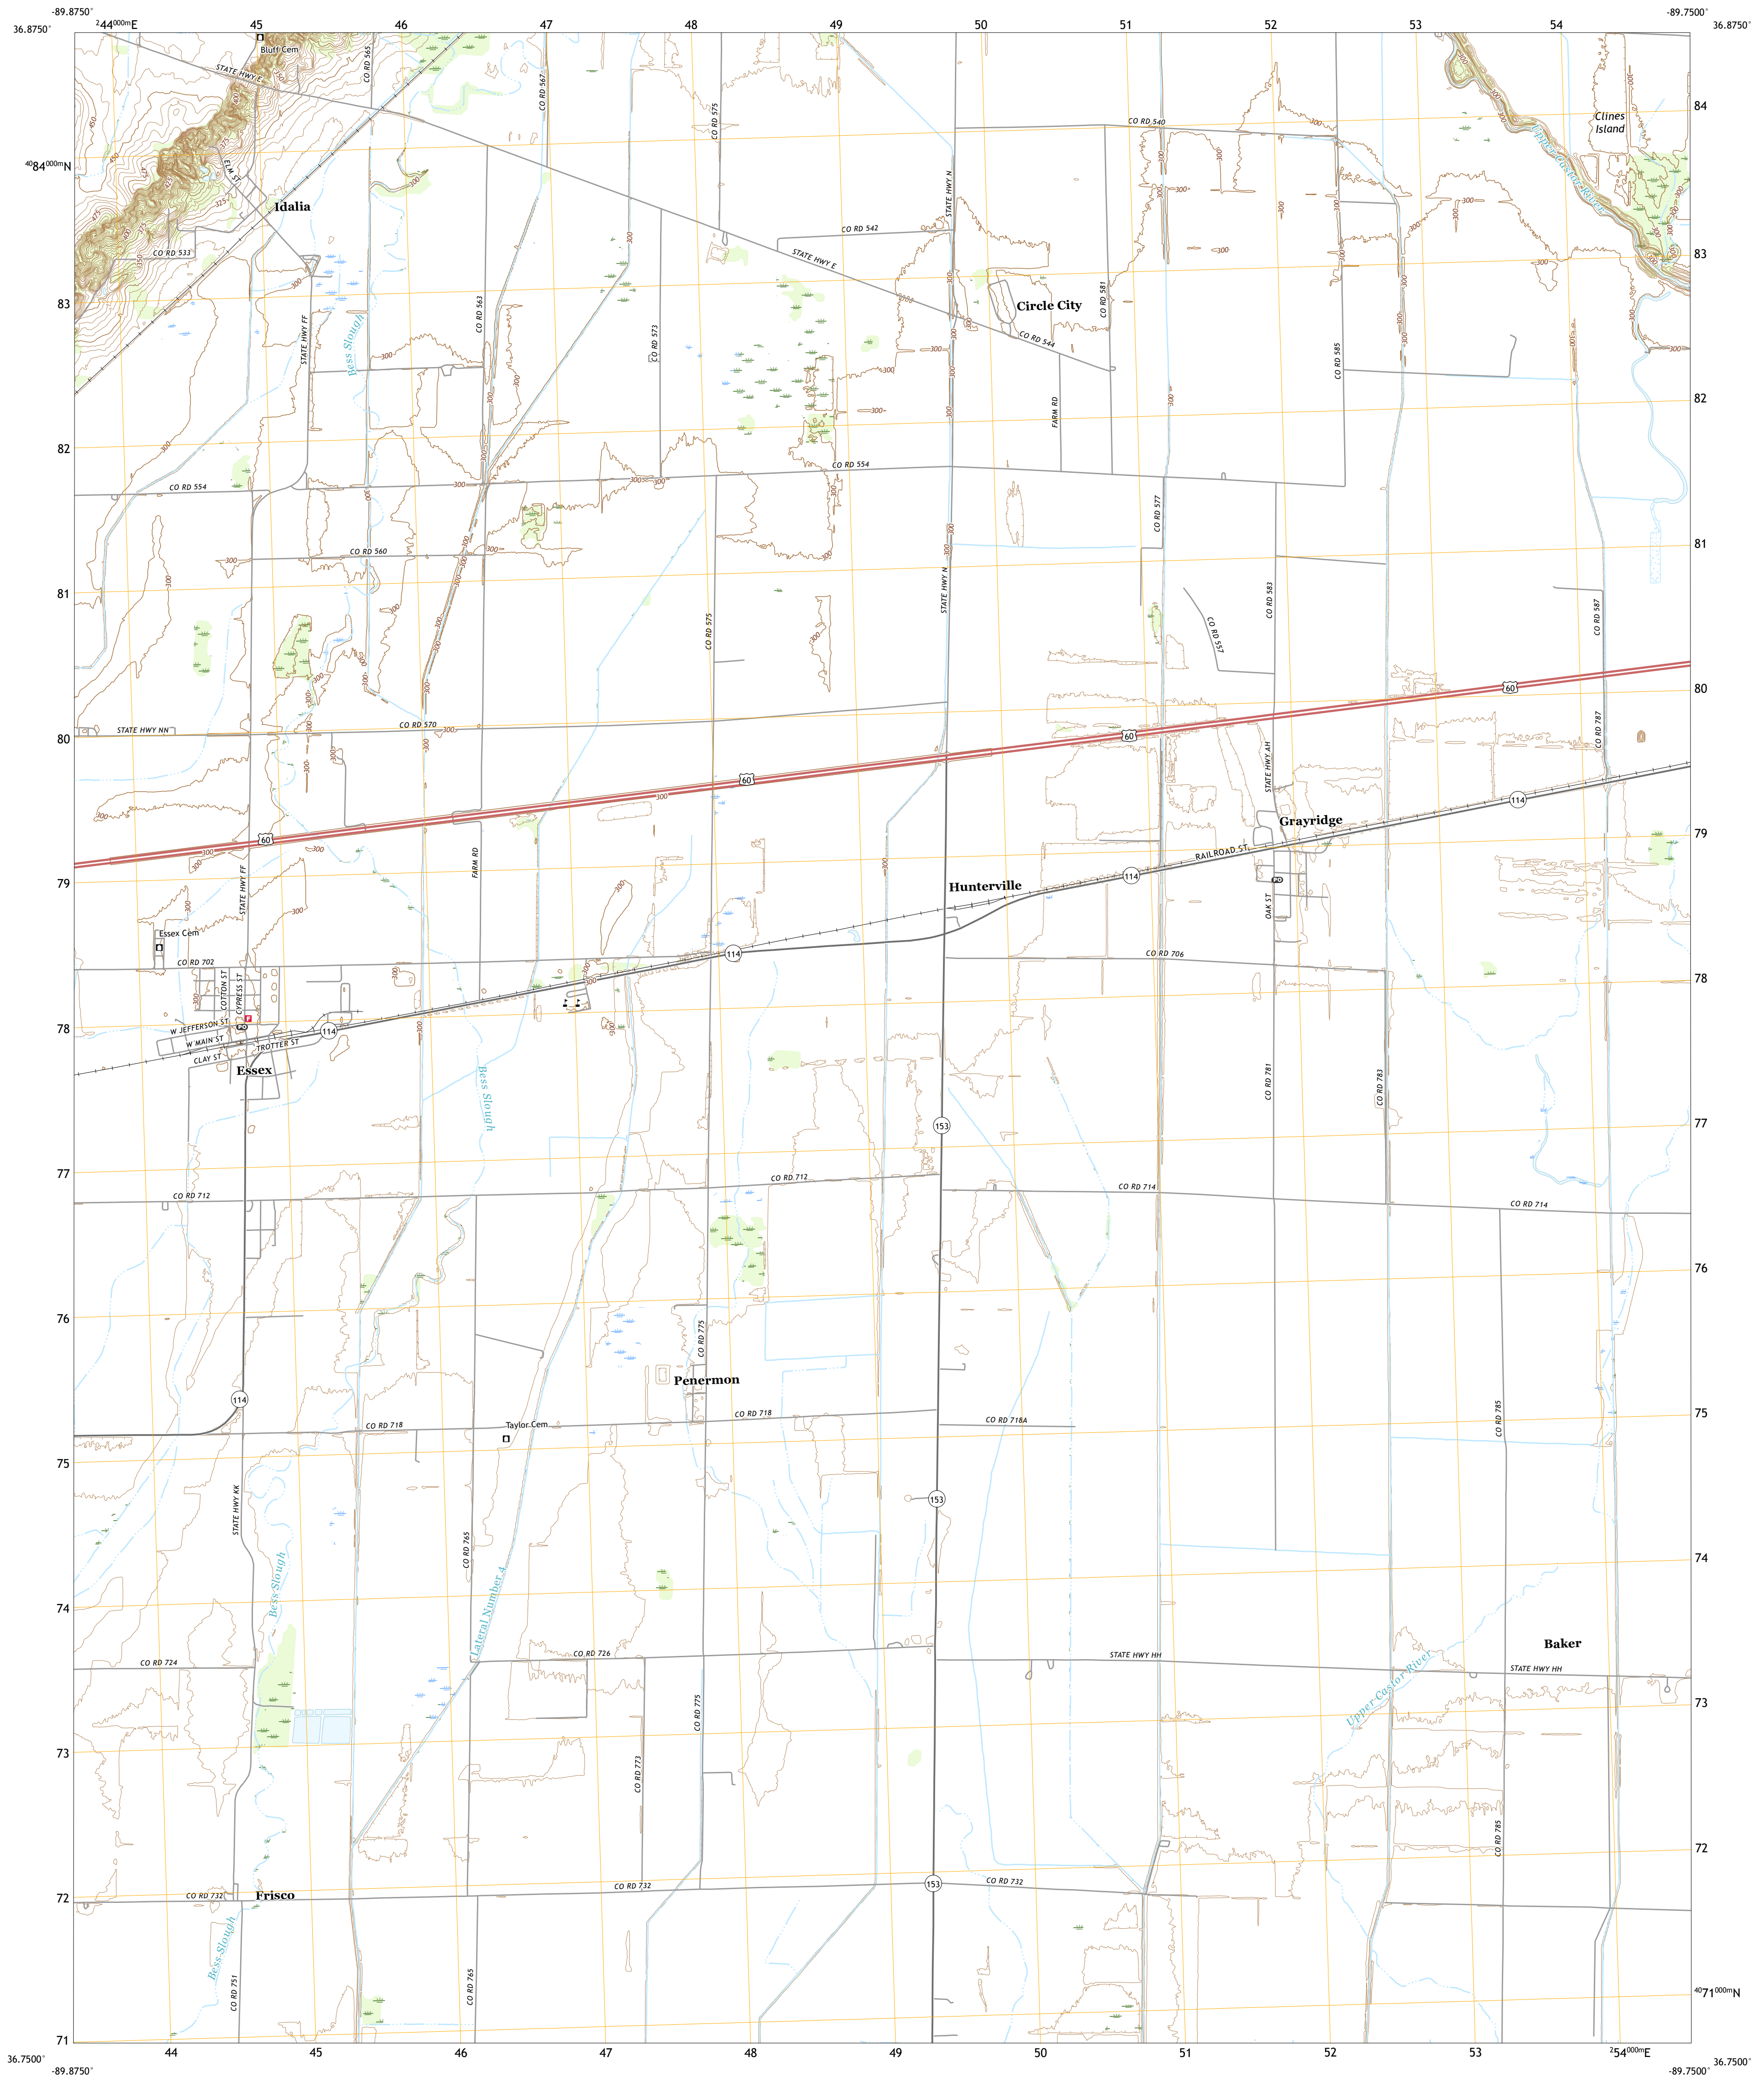 -89.8750°
-89.7500°
36.8750°
²44⁰⁰⁰ᵐE
45
46
47
48
49
50
51
52
53
54
36.8750°
Bluff Cem
STATE HWY E
CO RD 565
CO RD 567
CO RD 575
CO RD 540
Clines
Island
84
⁴⁰84⁰⁰⁰ᵐN
Upper Castor River
ELM ST
Idalia
STATE HWY N
CO RD 542
CO RD 533
STATE HWY E
83
83
Circle City
CO RD 581
CO RD 563
CO RD 544
STATE HWY FF
Bess Slough
CO RD 573
CO RD 585
FARM RD
82
82
CO RD 554
CO RD 554
CO RD 577
CO RD 560
81
81
STATE HWY N
CO RD 583
CO RD 587
CO RD 557
CO RD 575
60
80
80
STATE HWY NN
CO RD 570
60
CO RD 787
STATE HWY AH
60
114
60
Grayridge
79
79
RAILROAD ST
FARM RD
STATE HWY FF
Hunterville
114
PO
OAK ST
Essex Cem
114
CO RD 702
CO RD 706
78
78
COTTON ST
CYPRESS ST
F
PO
W JEFFERSON ST
W MAIN ST
CLAY ST
TROTTER ST
114
Essex
Bess Slough
CO RD 781
CO RD 783
153
77
77
CO RD 712
CO RD 712
CO RD 714
CO RD 714
76
76
CO RD 775
Penermon
114
CO RD 718
Taylor Cem
CO RD 718
CO RD 718A
CO RD 785
75
75
153
STATE HWY KK
CO RD 765
74
74
Bess Slough
Lateral Number 4
Baker
CO RD 724
CO RD 726
STATE HWY HH
STATE HWY HH
Upper Castor River
73
73
CO RD 775
CO RD 773
CO RD 785
72
72
CO RD 732
Frisco
CO RD 732
153
CO RD 732
Bess Slough
CO RD 751
CO RD 765
⁴⁰71⁰⁰⁰ᵐN
71
44
45
46
47
48
49
50
51
52
53
²54⁰⁰⁰ᵐE
36.7500°
36.7500°
-89.8750°
-89.7500°